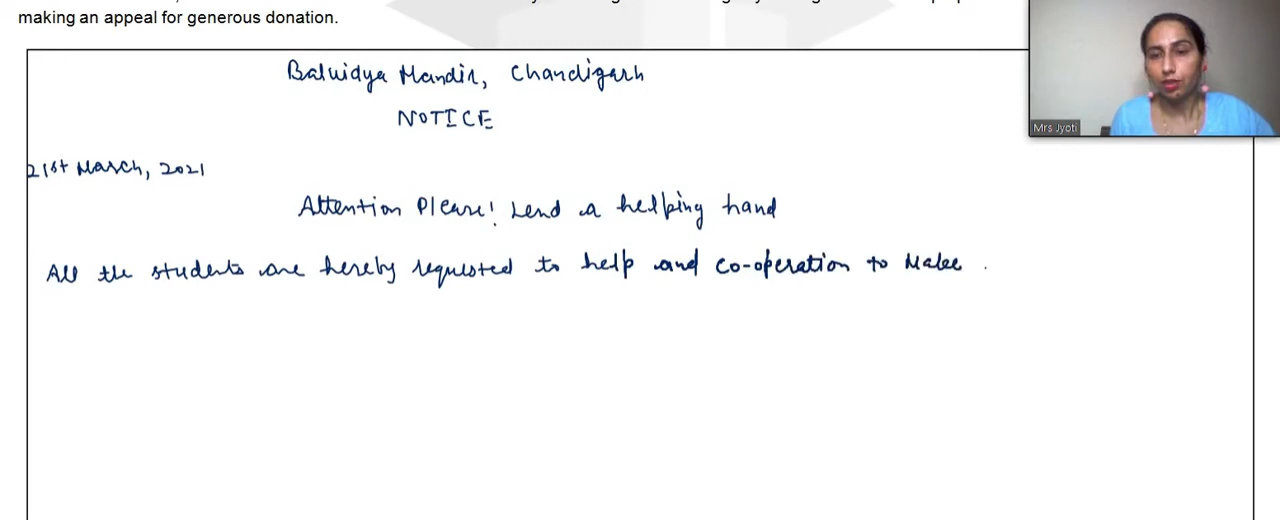 making an appeal for generous donation.
Balvidya Mandir, Chandigarh
NOTICE
21st March, 2021
Attention Please! Lend a helping hand
All the students are hereby requested to help and co-operation to Make
Mrs Jyoti